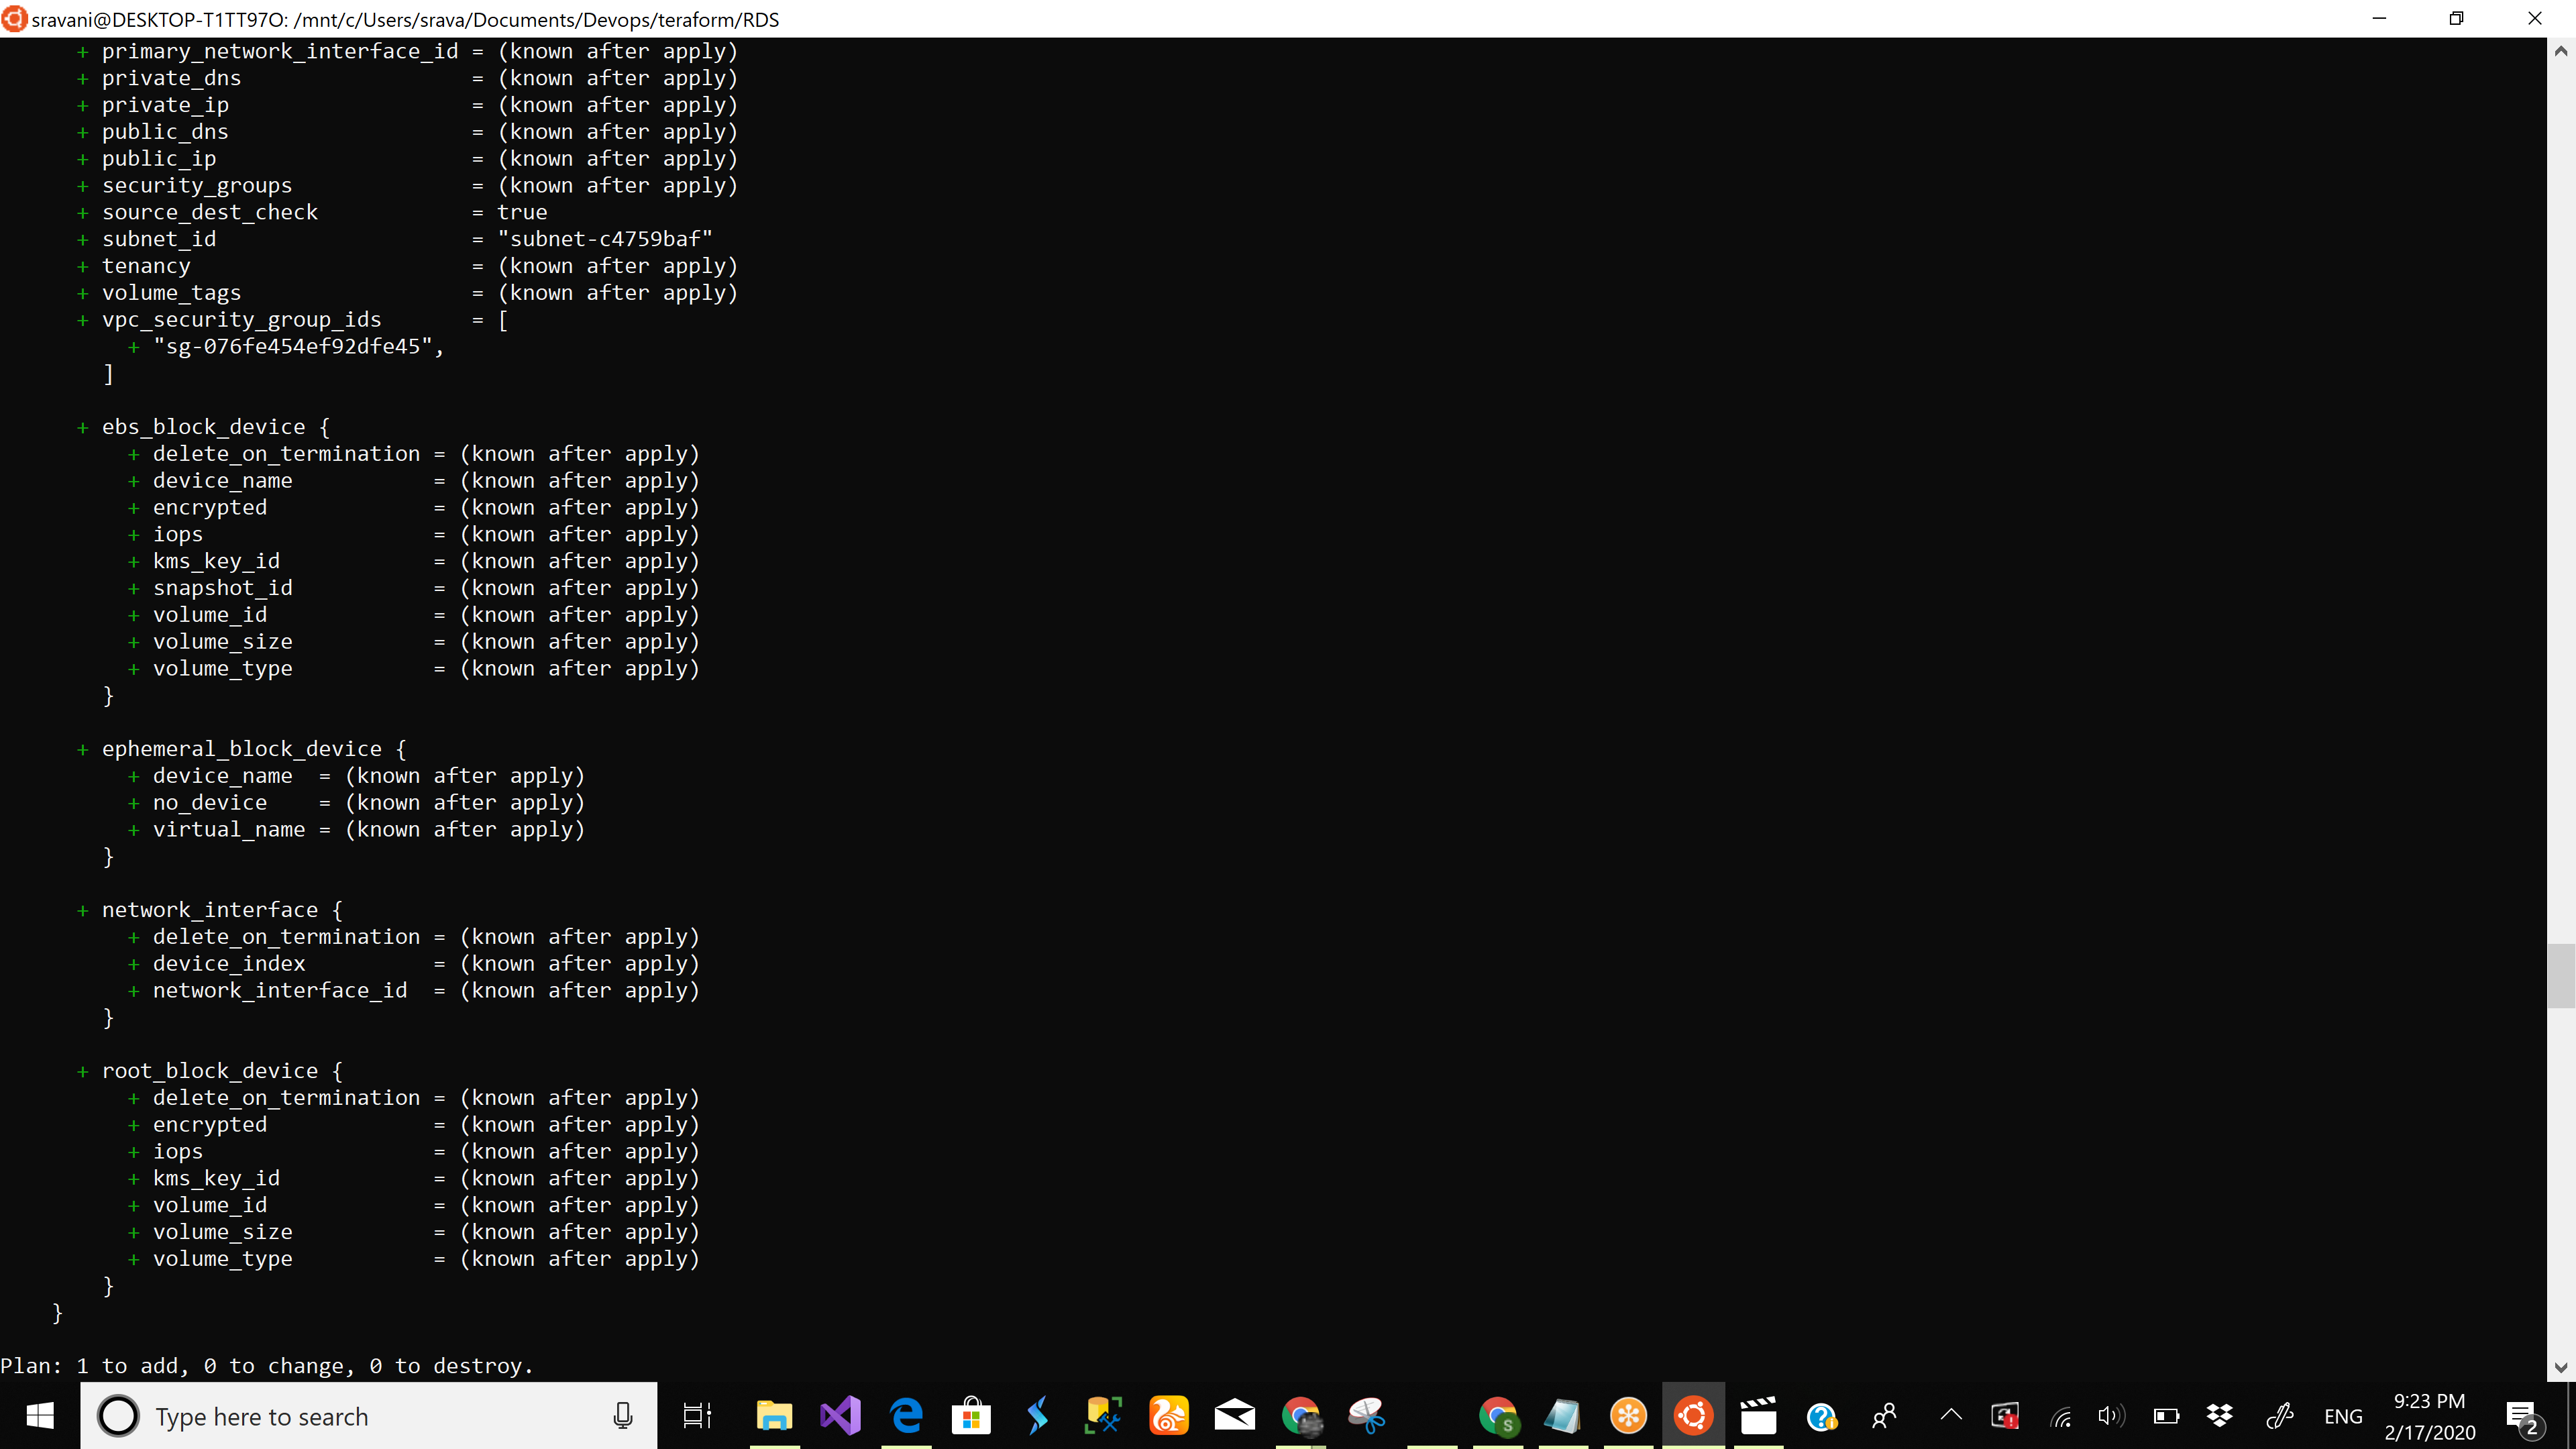 sravani@DESKTOP-T1TT97O: /mnt/c/Users/srava/Documents/Devops/teraform/RDS
+ primary_network_interface_id = (known after apply)
+ private_dns = (known after apply)
+ private_ip = (known after apply)
+ public_dns = (known after apply)
+ public_ip = (known after apply)
+ security_groups = (known after apply)
+ source_dest_check = true
+ subnet_id = "subnet-c4759baf"
+ tenancy = (known after apply)
+ volume_tags = (known after apply)
+ vpc_security_group_ids = [
+ "sg-076fe454ef92dfe45",
]
+ ebs_block_device {
+ delete_on_termination = (known after apply)
+ device_name = (known after apply)
+ encrypted = (known after apply)
+ iops = (known after apply)
+ kms_key_id = (known after apply)
+ snapshot_id = (known after apply)
+ volume_id = (known after apply)
+ volume_size = (known after apply)
+ volume_type = (known after apply)
}
+ ephemeral_block_device {
+ device_name = (known after apply)
+ no_device = (known after apply)
+ virtual_name = (known after apply)
}
+ network_interface {
+ delete_on_termination = (known after apply)
+ device_index = (known after apply)
+ network_interface_id = (known after apply)
}
+ root_block_device {
+ delete_on_termination = (known after apply)
+ encrypted = (known after apply)
+ iops = (known after apply)
+ kms_key_id = (known after apply)
+ volume_id = (known after apply)
+ volume_size = (known after apply)
+ volume_type = (known after apply)
}
}
Plan: 1 to add, 0 to change, 0 to destroy.
Type here to search
S
ENG
9:23 PM
2/17/2020
2